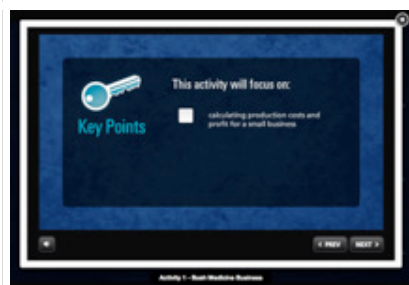 This activity will focus on:
Key Points
calculating production costs and
profit for a small business
< PREV
NEXT >
Activity 1 – Bush Medicine Business